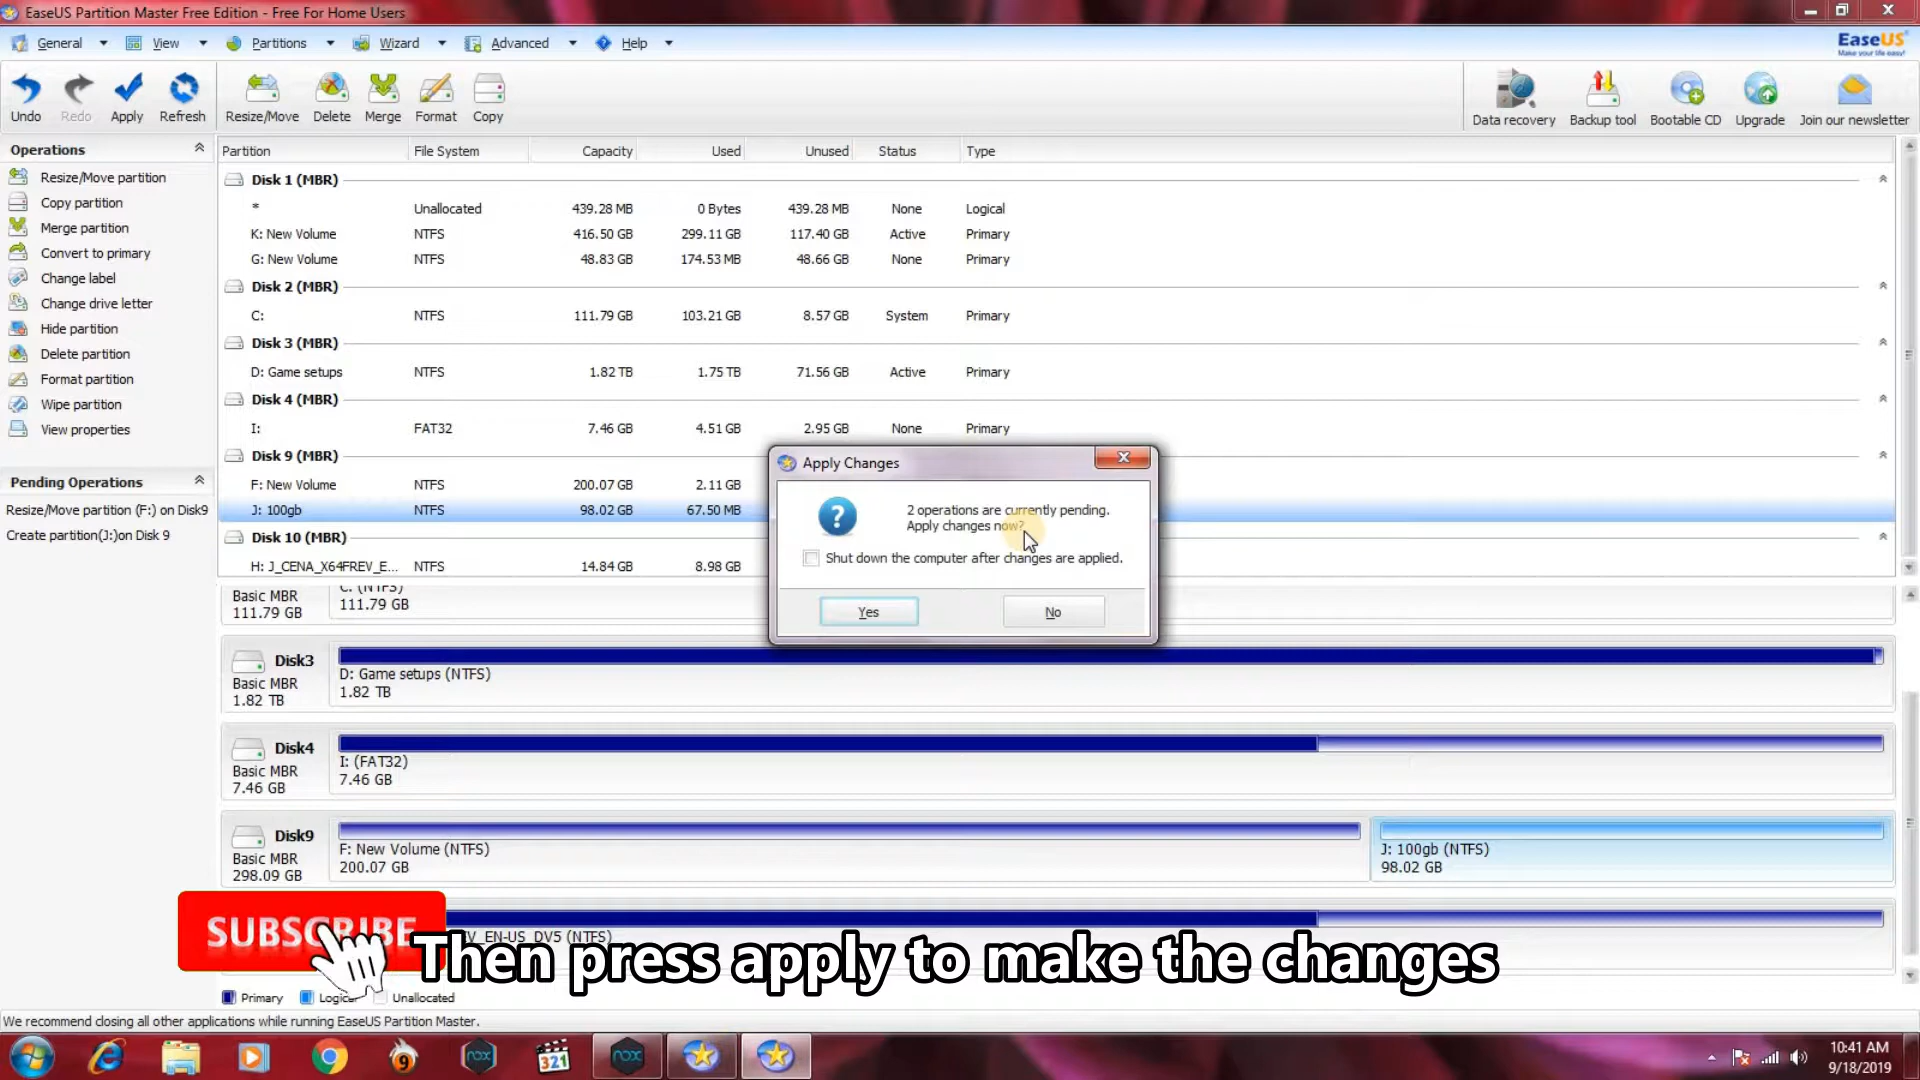 EaseUS Partition Master Free Edition - Free For Home Users
General View Partitions Wizard Advanced Help
EaseUS
Make your life easy!
Undo Redo Apply Refresh Resize/Move Delete Merge Format Copy Data recovery Backup tool Bootable CD Upgrade Join our newsletter
Operations
Resize/Move partition
Copy partition
Merge partition
Convert to primary
Change label
Change drive letter
Hide partition
Delete partition
Format partition
Wipe partition
View properties
Pending Operations
Resize/Move partition (F:) on Disk9
Create partition(J:)on Disk 9
Partition File System Capacity Used Unused Status Type
Disk 1 (MBR)
* Unallocated 439.28 MB 0 Bytes 439.28 MB None Logical
K: New Volume NTFS 416.50 GB 299.11 GB 117.40 GB Active Primary
G: New Volume NTFS 48.83 GB 174.53 MB 48.66 GB None Primary
Disk 2 (MBR)
C: NTFS 111.79 GB 103.21 GB 8.57 GB System Primary
Disk 3 (MBR)
D: Game setups NTFS 1.82 TB 1.75 TB 71.56 GB Active Primary
Disk 4 (MBR)
I: FAT32 7.46 GB 4.51 GB 2.95 GB None Primary
Disk 9 (MBR)
F: New Volume NTFS 200.07 GB 2.11 GB
J: 100gb NTFS 98.02 GB 67.50 MB
Disk 10 (MBR)
H: J_CENA_X64FREV_E... NTFS 14.84 GB 8.98 GB
Apply Changes
2 operations are currently pending.
Apply changes now?
Shut down the computer after changes are applied.
Yes No
Basic MBR
111.79 GB
C: (NTFS)
111.79 GB
Disk3
Basic MBR
1.82 TB
D: Game setups (NTFS)
1.82 TB
Disk4
Basic MBR
7.46 GB
I: (FAT32)
7.46 GB
Disk9
Basic MBR
298.09 GB
F: New Volume (NTFS)
200.07 GB
J: 100gb (NTFS)
98.02 GB
EV_EN-US_DV5 (NTFS)
SUBSCRIBE
Then press apply to make the changes
Primary Logical Unallocated
We recommend closing all other applications while running EaseUS Partition Master.
nox 321 nox
10:41 AM
9/18/2019